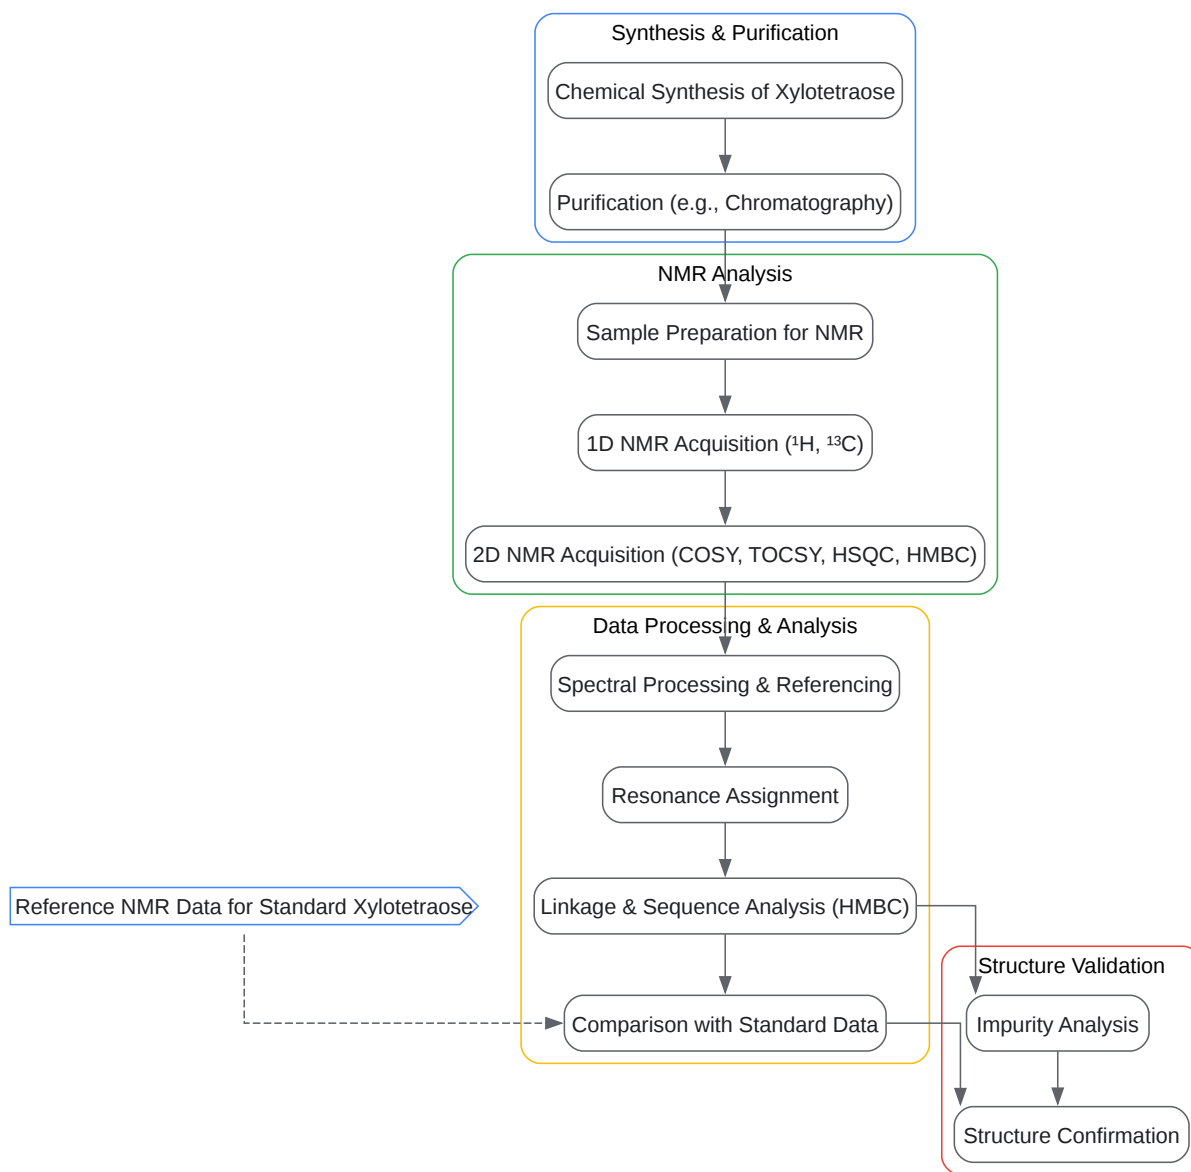 Synthesis & Purification
Chemical Synthesis of Xylotetraose
Purification (e.g., Chromatography)
NMR Analysis
Sample Preparation for NMR
1D NMR Acquisition (¹H, ¹³C)
2D NMR Acquisition (COSY, TOCSY, HSQC, HMBC)
Data Processing & Analysis
Spectral Processing & Referencing
Resonance Assignment
Reference NMR Data for Standard Xylotetraose
Linkage & Sequence Analysis (HMBC)
Structure Validation
Comparison with Standard Data
Impurity Analysis
Structure Confirmation